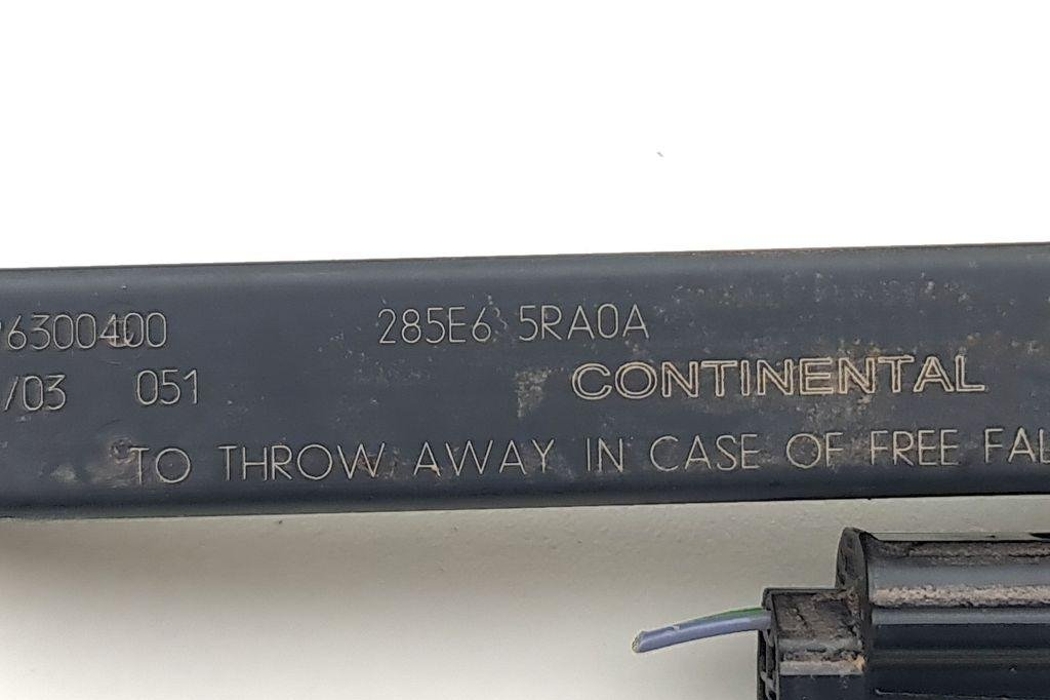 6300400 285E6 5RA0A
/03 051 CONTINENTAL
TO THROW AWAY IN CASE OF FREE FAL